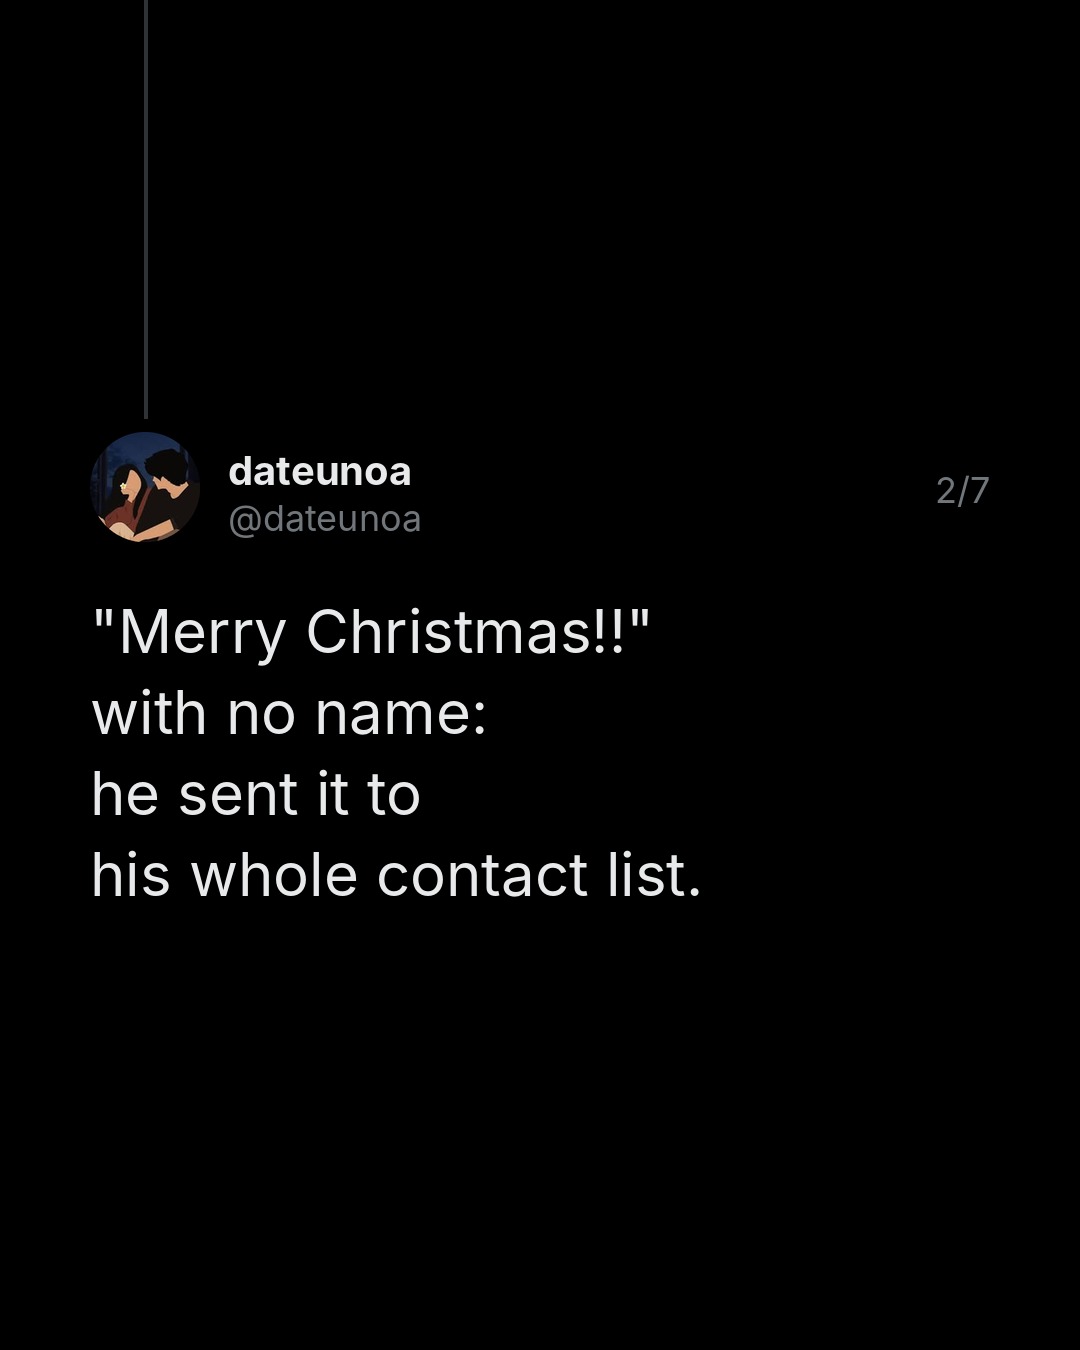 dateunoa
@dateunoa
2/7
"Merry Christmas!!"
with no name:
he sent it to
his whole contact list.